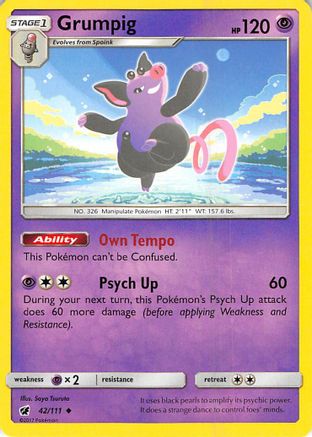 STAGE 1 Grumpig HP 120
Evolves from Spoink
NO. 326 Manipulate Pokémon HT: 2'11" WT: 157.6 lbs.
Ability Own Tempo
This Pokémon can't be Confused.
Psych Up 60
During your next turn, this Pokémon's Psych Up attack
does 60 more damage (before applying Weakness and
Resistance).
weakness × 2 resistance retreat
Illus. Saya Tsuruta
42/111
©2017 Pokémon
It uses black pearls to amplify its psychic power.
It does a strange dance to control foes' minds.